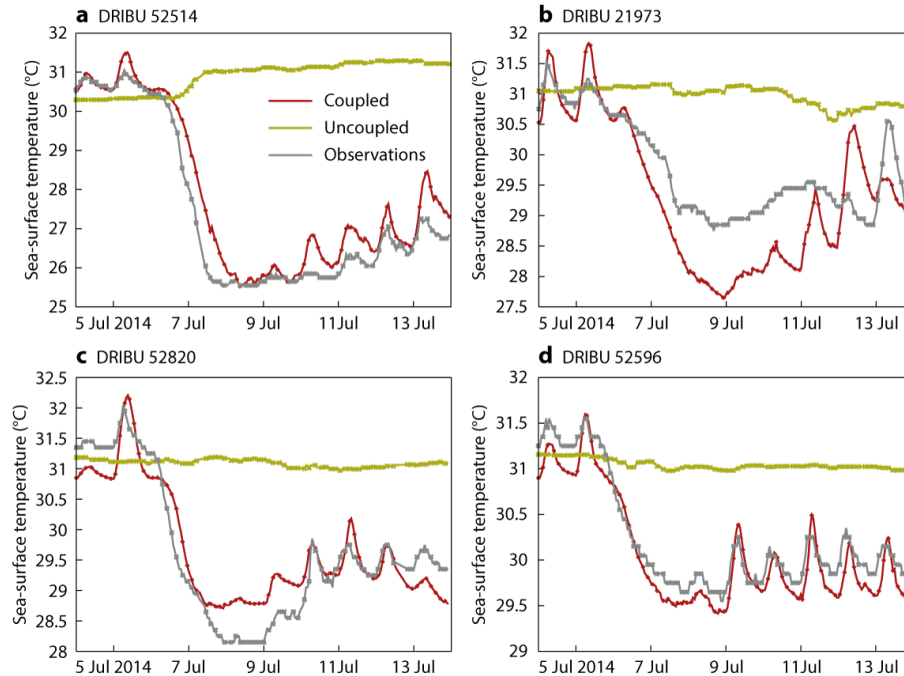 a DRIBU 52514
Sea-surface temperature (°C)
32
31
30
29
28
27
26
25
Coupled
Uncoupled
Observations
5 Jul 2014 7 Jul 9 Jul 11Jul 13 Jul
b DRIBU 21973
Sea-surface temperature (°C)
32
31.5
31
30.5
30
29.5
29
28.5
28
27.5
5 Jul 2014 7 Jul 9 Jul 11Jul 13 Jul
c DRIBU 52820
Sea-surface temperature (°C)
32.5
32
31.5
31
30.5
30
29.5
29
28.5
28
5 Jul 2014 7 Jul 9 Jul 11 Jul 13 Jul
d DRIBU 52596
Sea-surface temperature (°C)
32
31.5
31
30.5
30
29.5
29
5 Jul 2014 7 Jul 9 Jul 11Jul 13 Jul